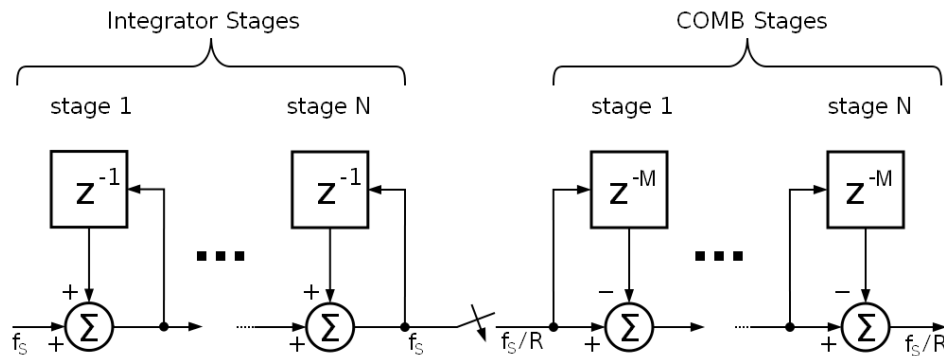 Integrator Stages COMB Stages
stage 1 stage N stage 1 stage N
z⁻¹ z⁻¹ z⁻ᴹ z⁻ᴹ
+ + − −
Σ Σ Σ Σ
+ + + +
fₛ fₛ fₛ/R fₛ/R